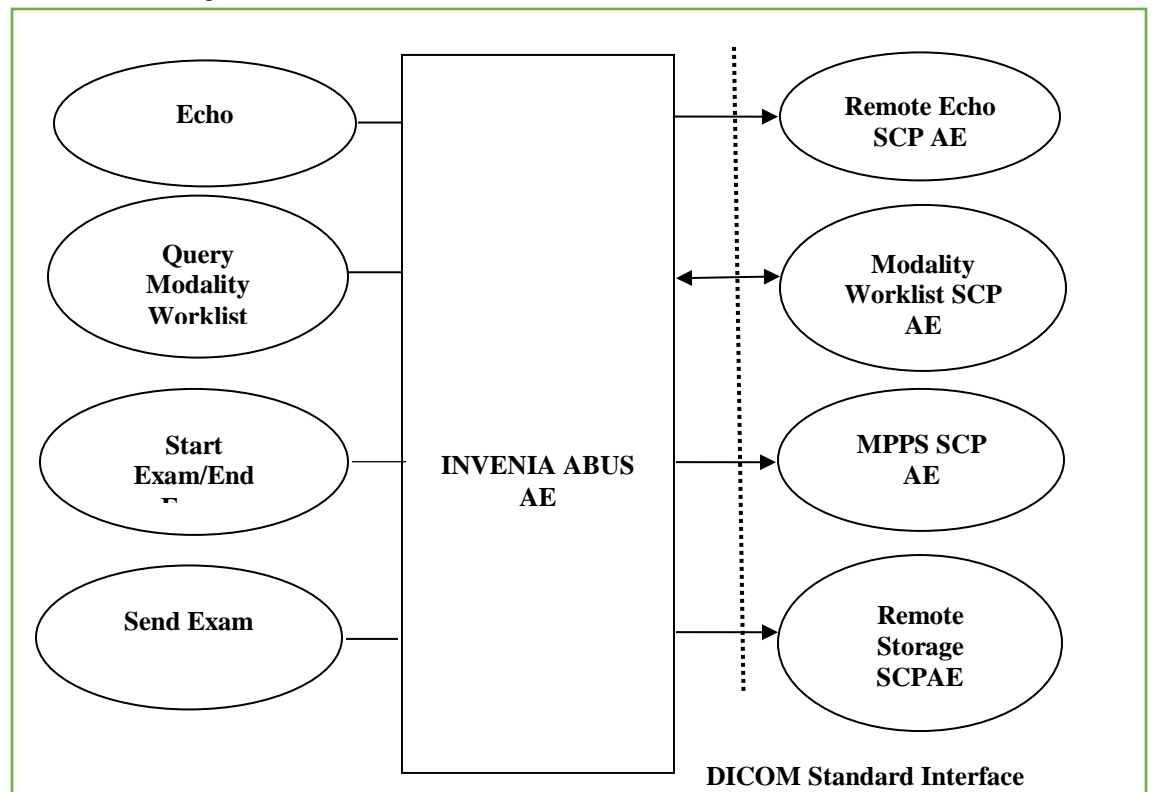 Echo
Query
Modality
Worklist
Start
Exam/End
Send Exam
INVENIA ABUS
AE
Remote Echo
SCP AE
Modality
Worklist SCP
AE
MPPS SCP
AE
Remote
Storage
SCPAE
DICOM Standard Interface